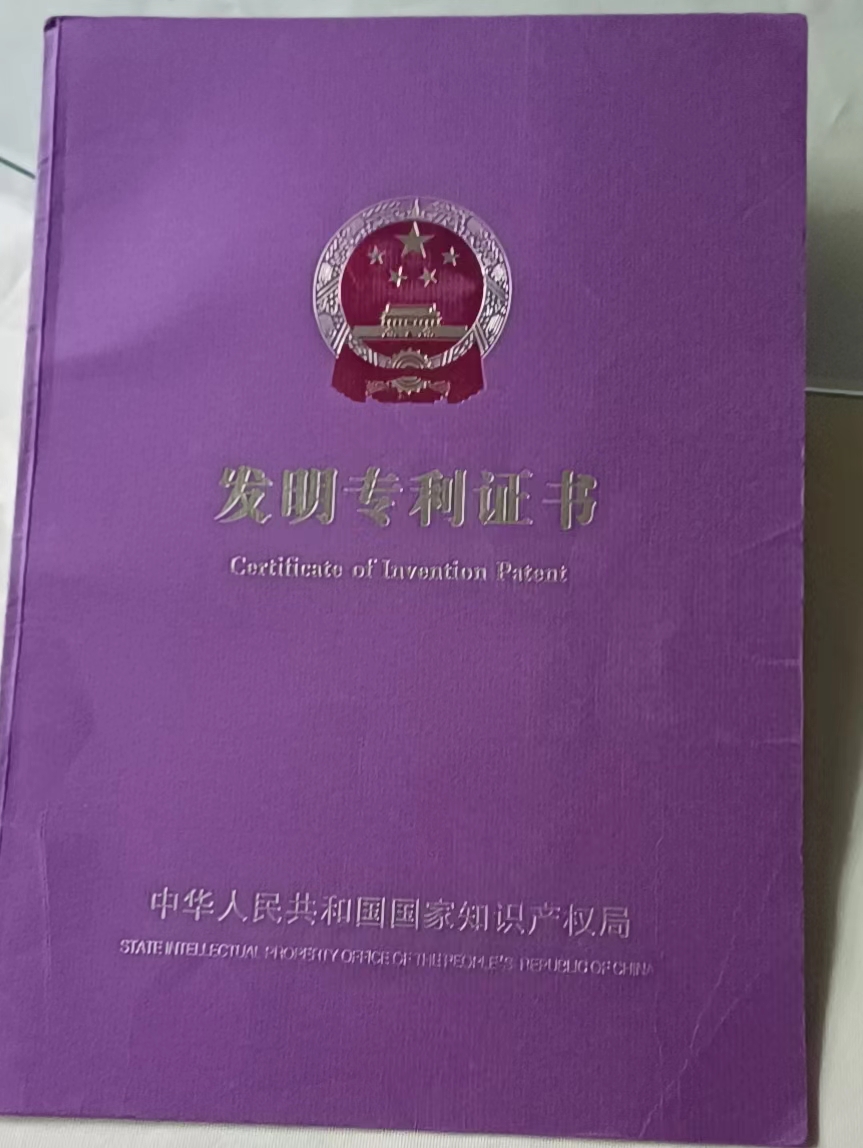 发明专利证书
Certificate of Invention Patent
中华人民共和国国家知识产权局
STATE INTELLECTUAL PROPERTY OFFICE OF THE PEOPLE'S REPUBLIC OF CHINA